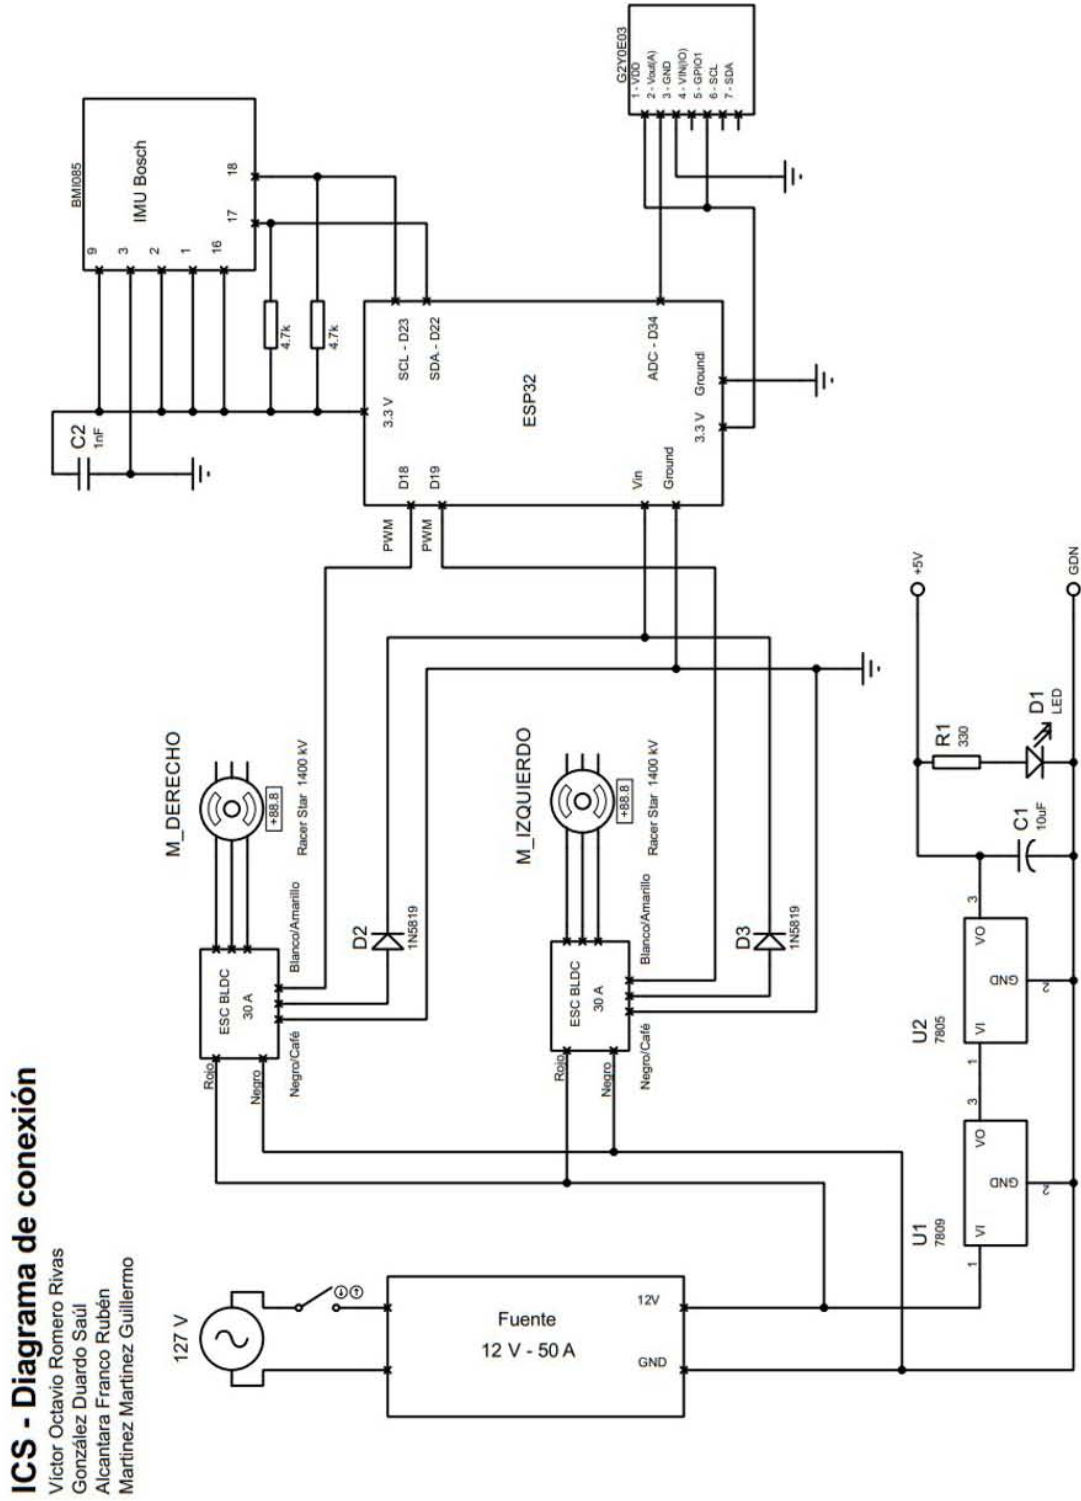 ICS - Diagrama de conexión
Víctor Octavio Romero Rivas
González Duardo Saúl
Alcantara Franco Rubén
Martinez Martinez Guillermo
127 V
Fuente
12 V - 50 A
12V
GND
M_DERECHO
+88.8
Racer Star 1400 kV
ESC BLDC
30 A
Rojo
Negro
Negro/Café
Blanco/Amarillo
D2
1N5819
M_IZQUIERDO
+88.8
Racer Star 1400 kV
ESC BLDC
30 A
Rojo
Negro
Negro/Café
Blanco/Amarillo
D3
1N5819
U1
7809
1
VI
VO
3
GND
2
U2
7805
1
VI
VO
3
GND
2
C1
10uF
R1
330
D1
LED
+5V
GDN
PWM
PWM
D18
D19
Vin
Ground
ESP32
3.3 V
SCL - D23
SDA - D22
ADC - D34
3.3 V
Ground
C2
1nF
4.7k
4.7k
BMI085
IMU Bosch
9
3
2
1
16
17
18
G2Y0E03
1 - VDD
2 - Vout(A)
3 - GND
4 - VIN(IO)
5 - GPIO1
6 - SCL
7 - SDA